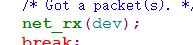 /* Got a packet(s). *,
net_rx(dev);
break;